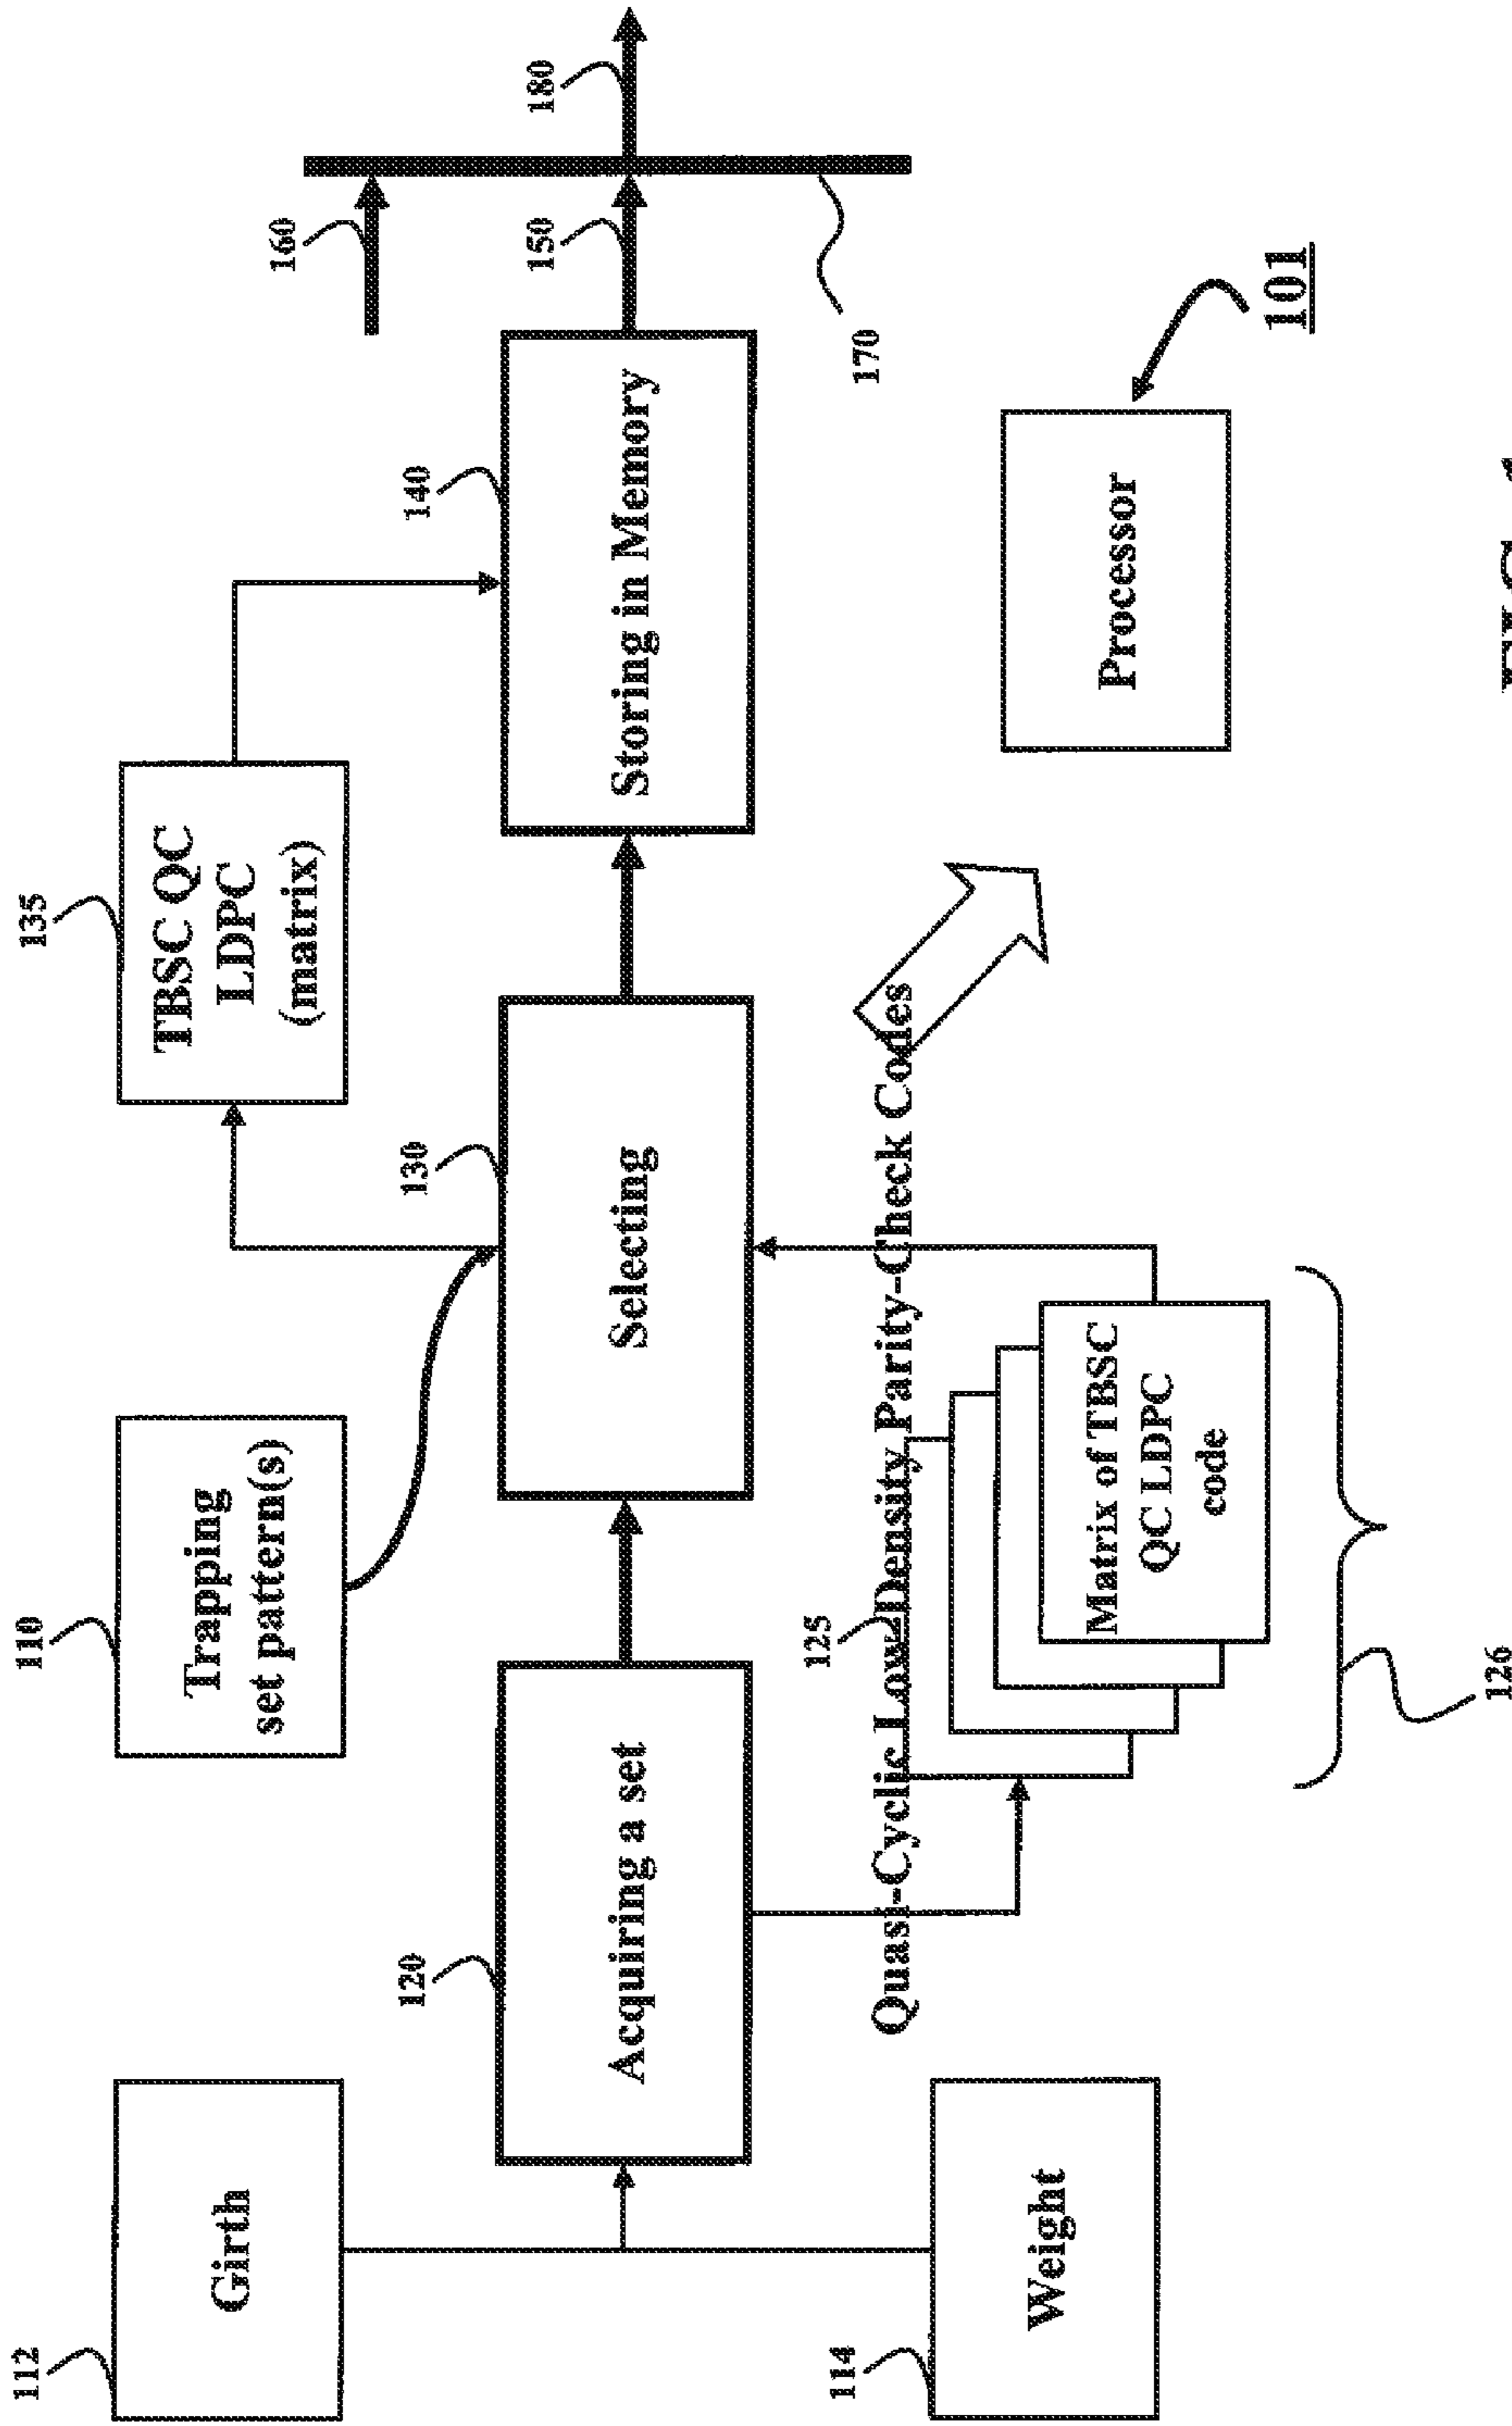 112
Girth
114
Weight
110
Trapping
set pattern(s)
120
Acquiring a set
130
Selecting
135
TBSC QC
LDPC
(matrix)
140
Storing in Memory
160
150
180
170
125
Quasi-Cyclic Low-Density Parity-Check Codes
Matrix of TBSC
QC LDPC
code
126
Processor
101